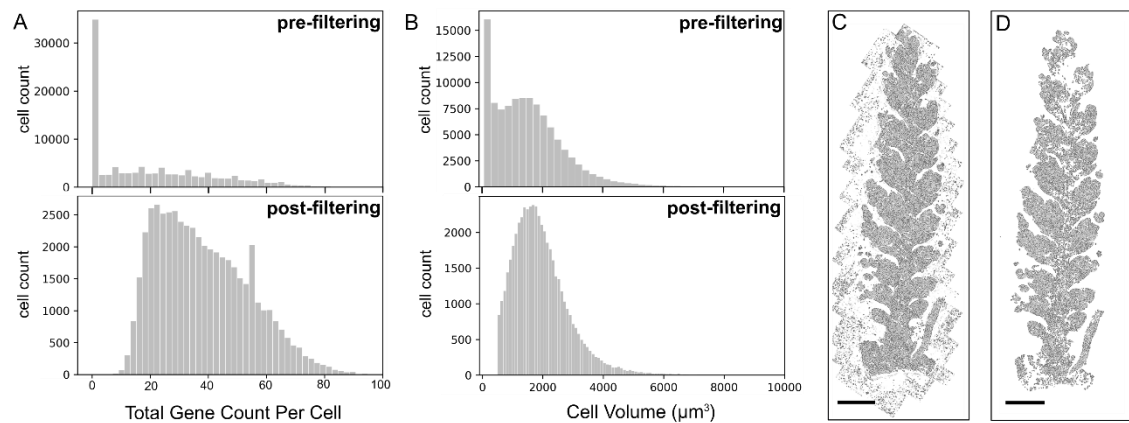 A
pre-filtering
30000
20000
10000
0
cell count
post-filtering
2500
2000
1500
1000
500
0
cell count
0 20 40 60 80 100
Total Gene Count Per Cell
B
pre-filtering
15000
12500
10000
7500
5000
2500
0
cell count
post-filtering
2000
1500
1000
500
0
cell count
0 2000 4000 6000 8000 10000
Cell Volume (µm³)
C
D